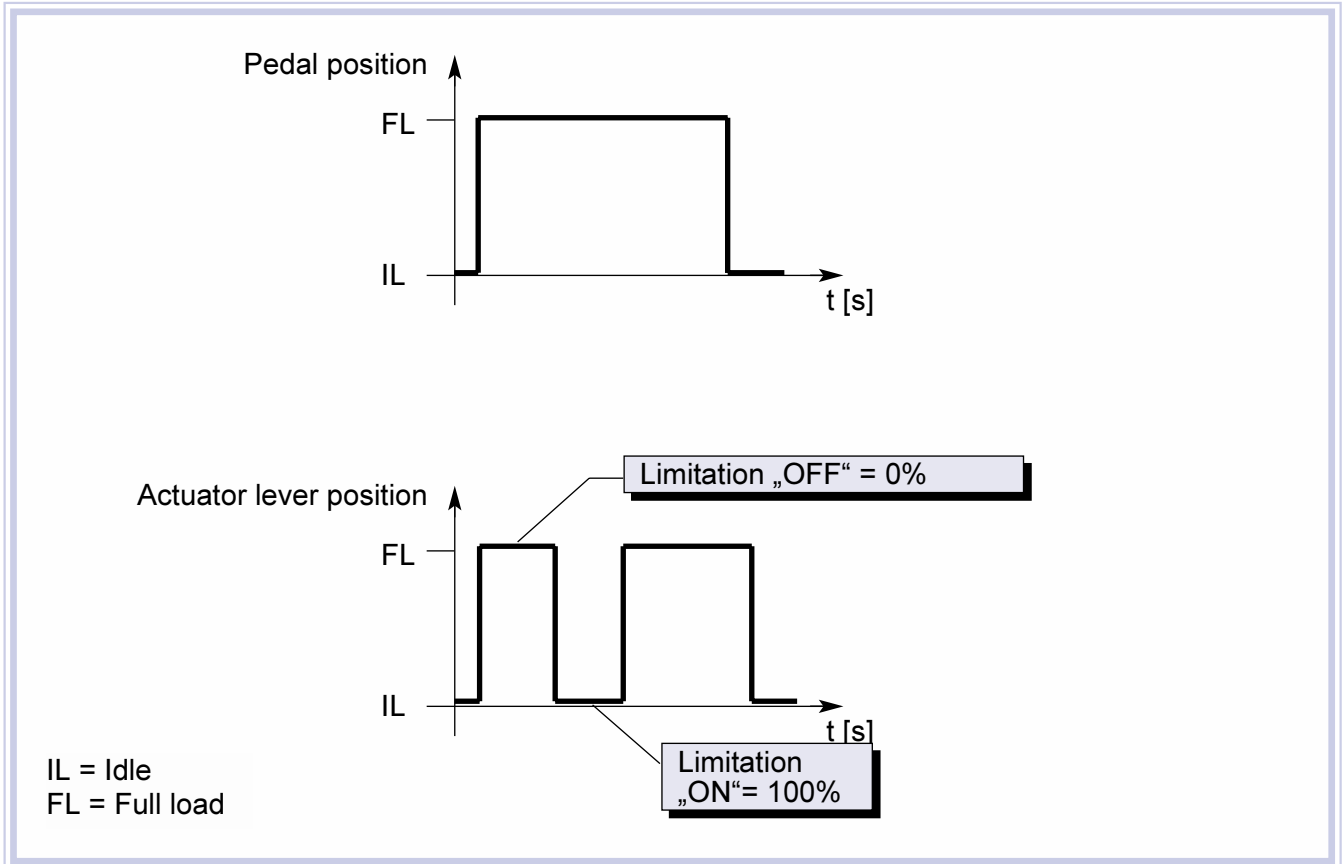 Pedal position
FL
IL
t [s]
Limitation „OFF“ = 0%
Actuator lever position
FL
IL
t [s]
Limitation
„ON“= 100%
IL = Idle
FL = Full load